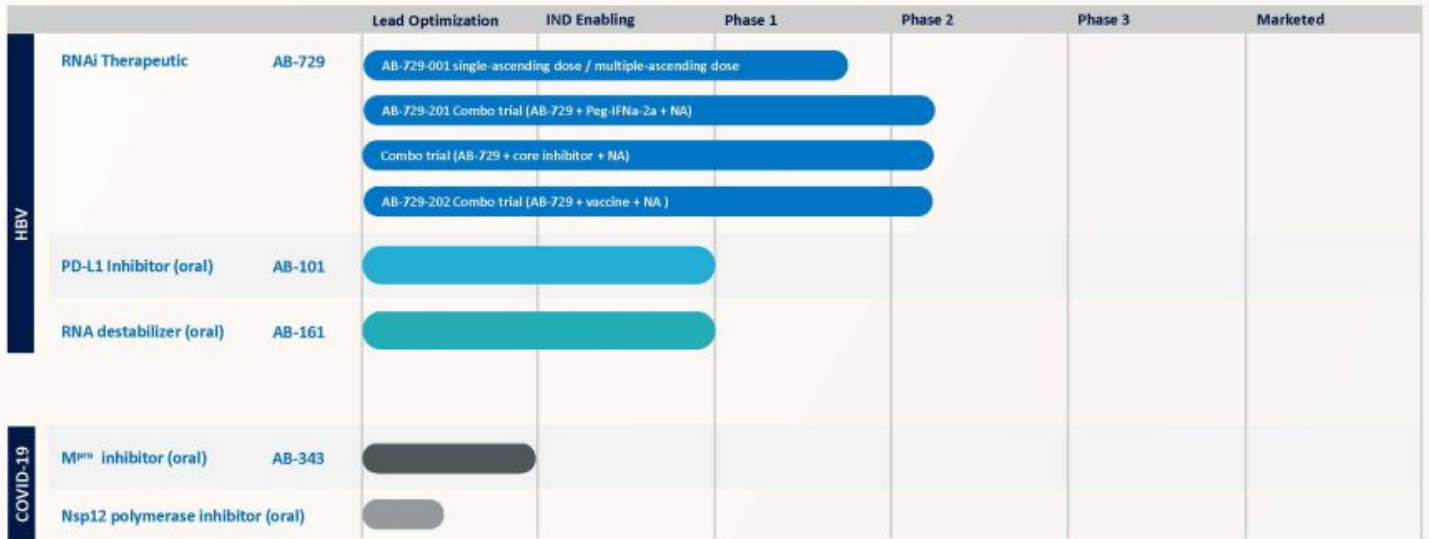 Lead Optimization IND Enabling Phase 1 Phase 2 Phase 3 Marketed
HBV
RNAi Therapeutic AB-729
AB-729-001 single-ascending dose / multiple-ascending dose
AB-729-201 Combo trial (AB-729 + Peg-IFNa-2a + NA)
Combo trial (AB-729 + core inhibitor + NA)
AB-729-202 Combo trial (AB-729 + vaccine + NA )
PD-L1 Inhibitor (oral) AB-101
RNA destabilizer (oral) AB-161
COVID-19
Mᵖʳᵒ inhibitor (oral) AB-343
Nsp12 polymerase inhibitor (oral)